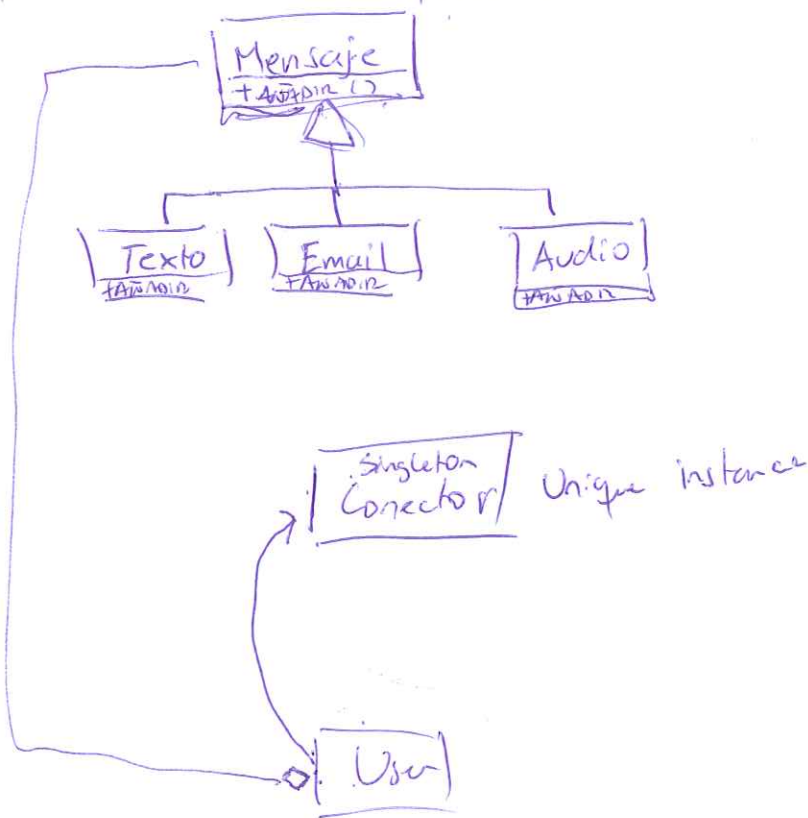 Mensaje
+ AÑADIR ()
Texto
+AÑADIR
Email
+AÑADIR
Audio
+AÑADIR
Singleton
Conector
Unique instance
User